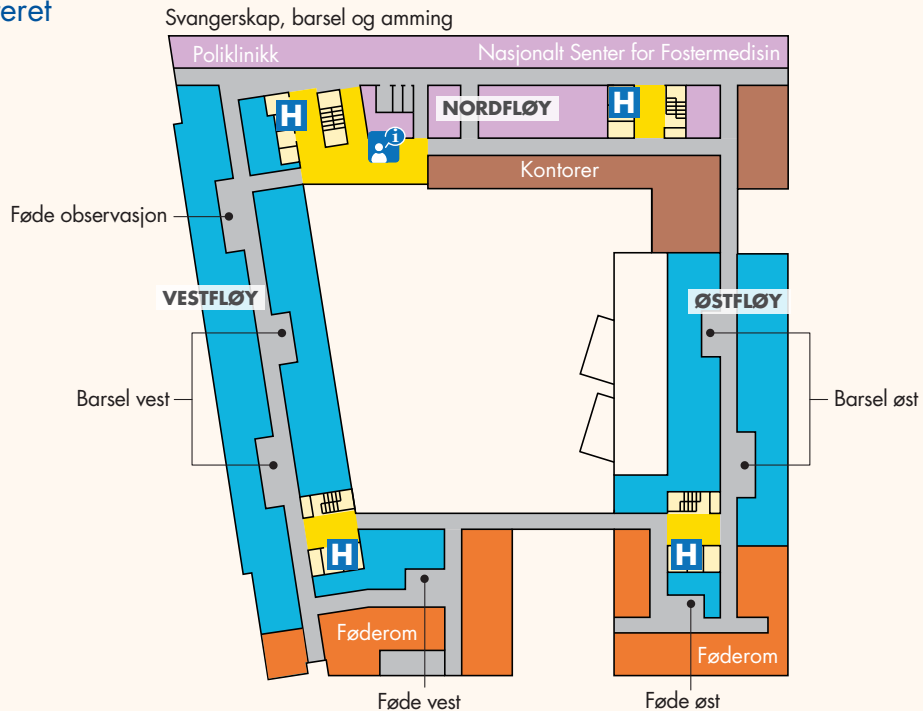 eret
Svangerskap, barsel og amming
Poliklinikk
Nasjonalt Senter for Fostermedisin
H
NORDFLØY
H
i
Kontorer
Føde observasjon
VESTFLØY
ØSTFLØY
Barsel vest
Barsel øst
H
H
Føderom
Føderom
Føde vest
Føde øst